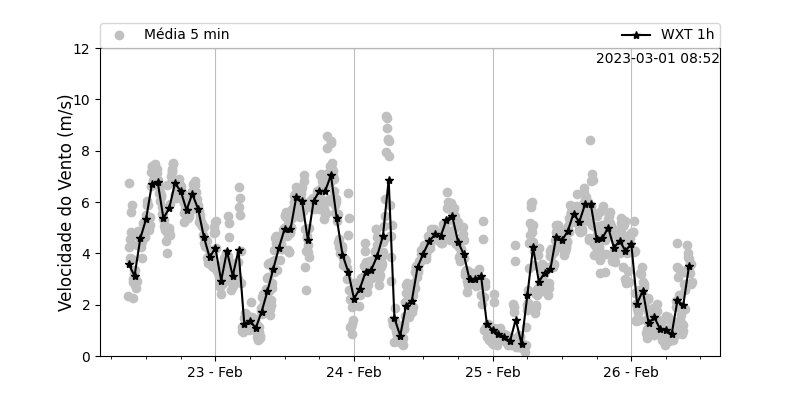 Média 5 min
WXT 1h
2023-03-01 08:52
Velocidade do Vento (m/s)
12
10
8
6
4
2
0
23 - Feb
24 - Feb
25 - Feb
26 - Feb